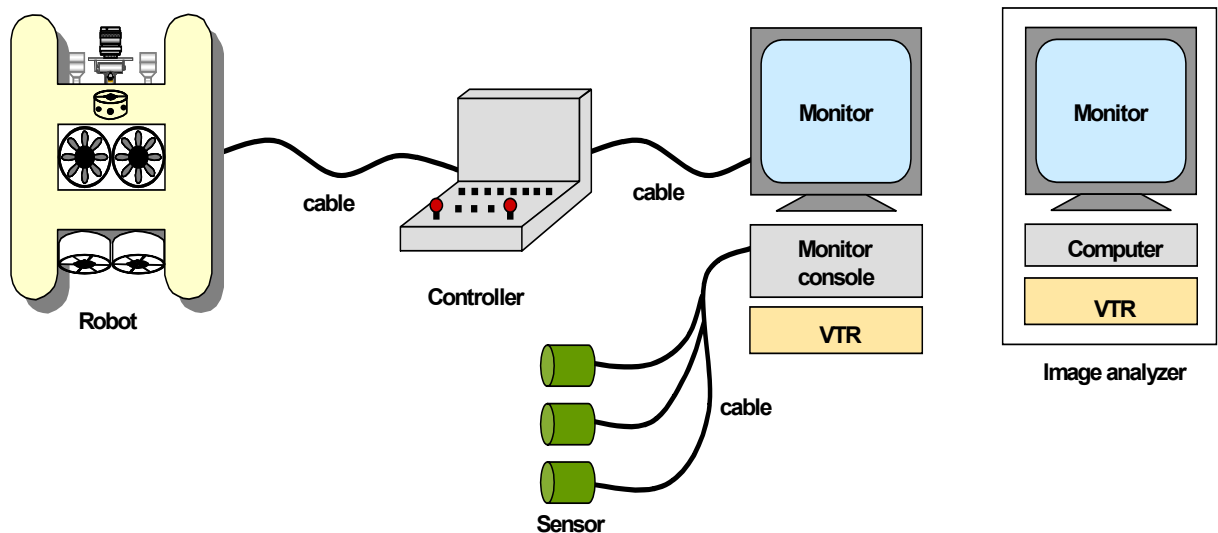 Robot
cable
Controller
cable
Monitor
Monitor
console
VTR
cable
Sensor
Monitor
Computer
VTR
Image analyzer